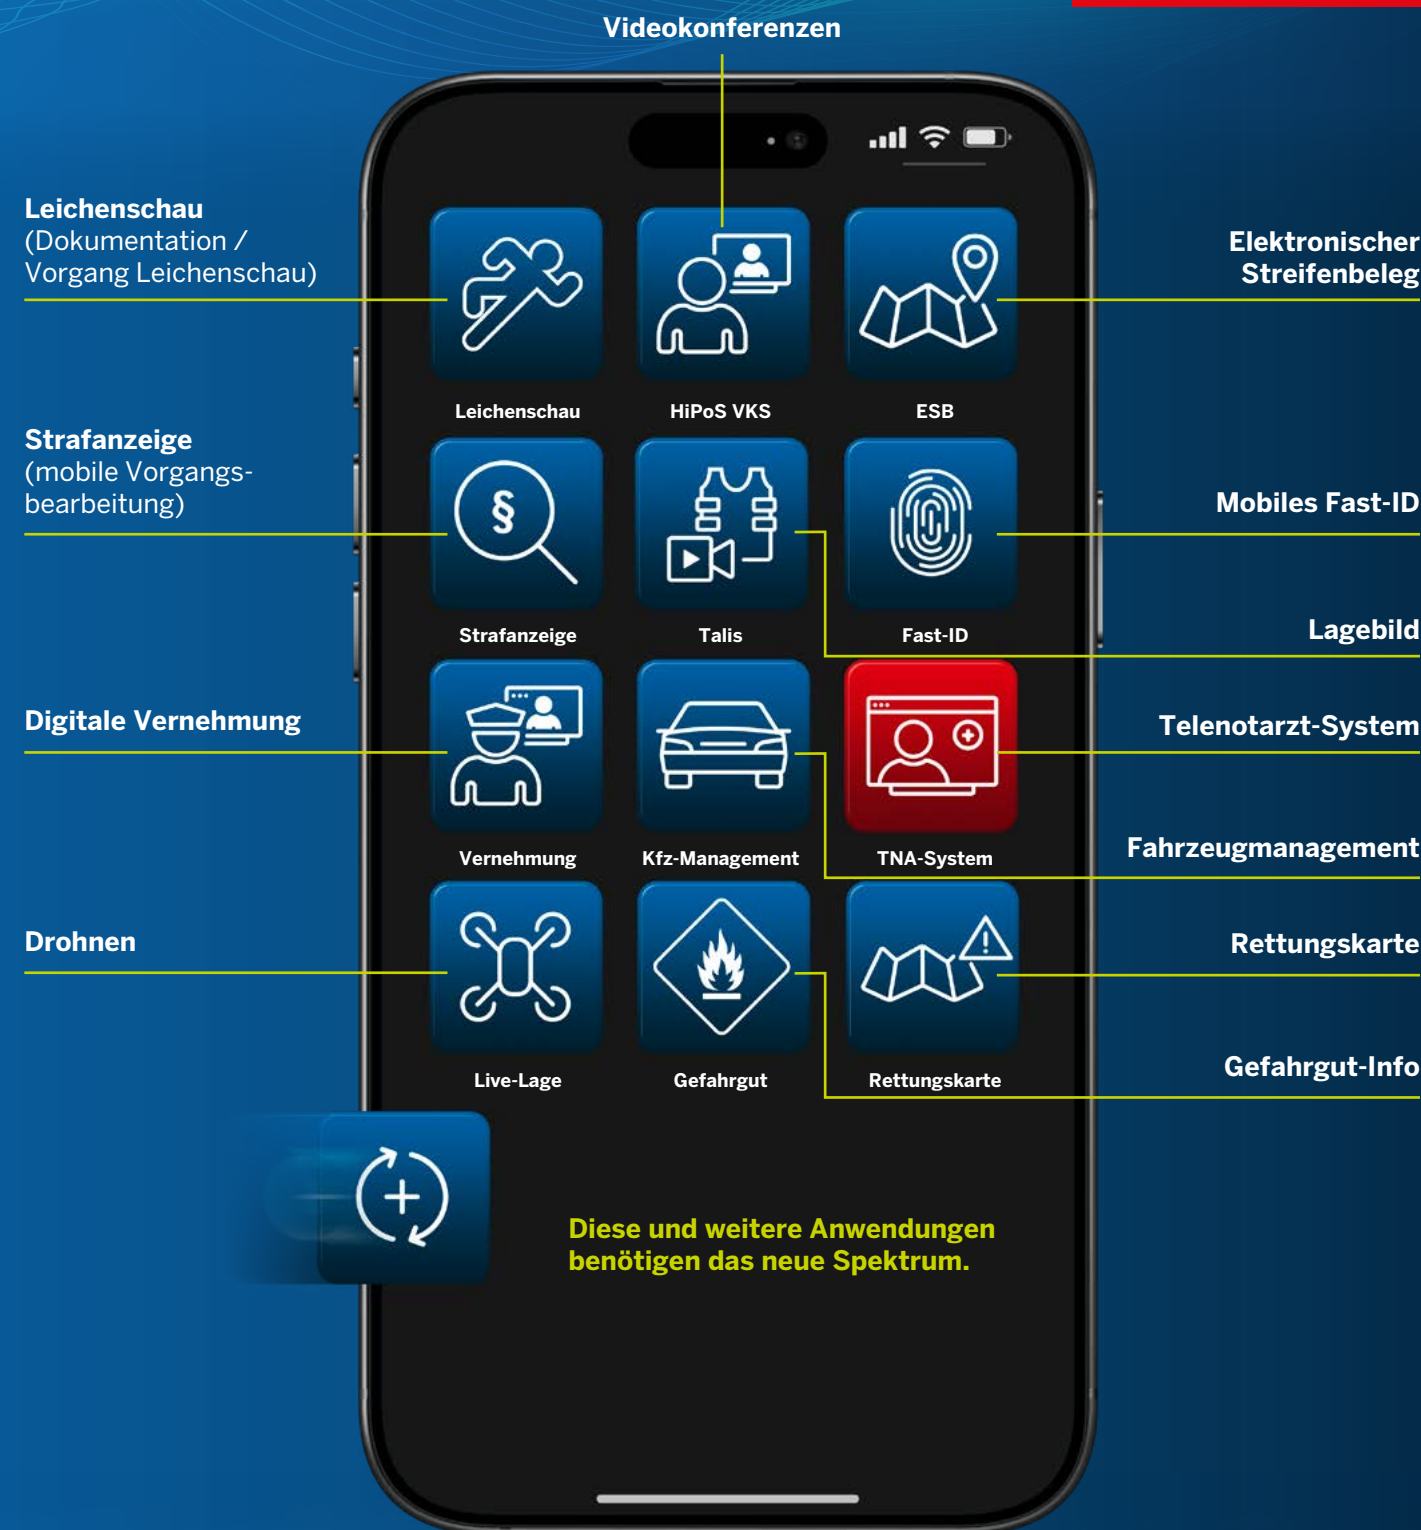 Videokonferenzen
Leichenschau
(Dokumentation /
Vorgang Leichenschau)
Elektronischer
Streifenbeleg
Leichenschau
HiPoS VKS
ESB
Strafanzeige
(mobile Vorgangs-
bearbeitung)
§
Mobiles Fast-ID
Strafanzeige
Talis
Fast-ID
Lagebild
Digitale Vernehmung
Telenotarzt-System
Vernehmung
Kfz-Management
TNA-System
Fahrzeugmanagement
Drohnen
Rettungskarte
Live-Lage
Gefahrgut
Rettungskarte
Gefahrgut-Info
Diese und weitere Anwendungen
benötigen das neue Spektrum.